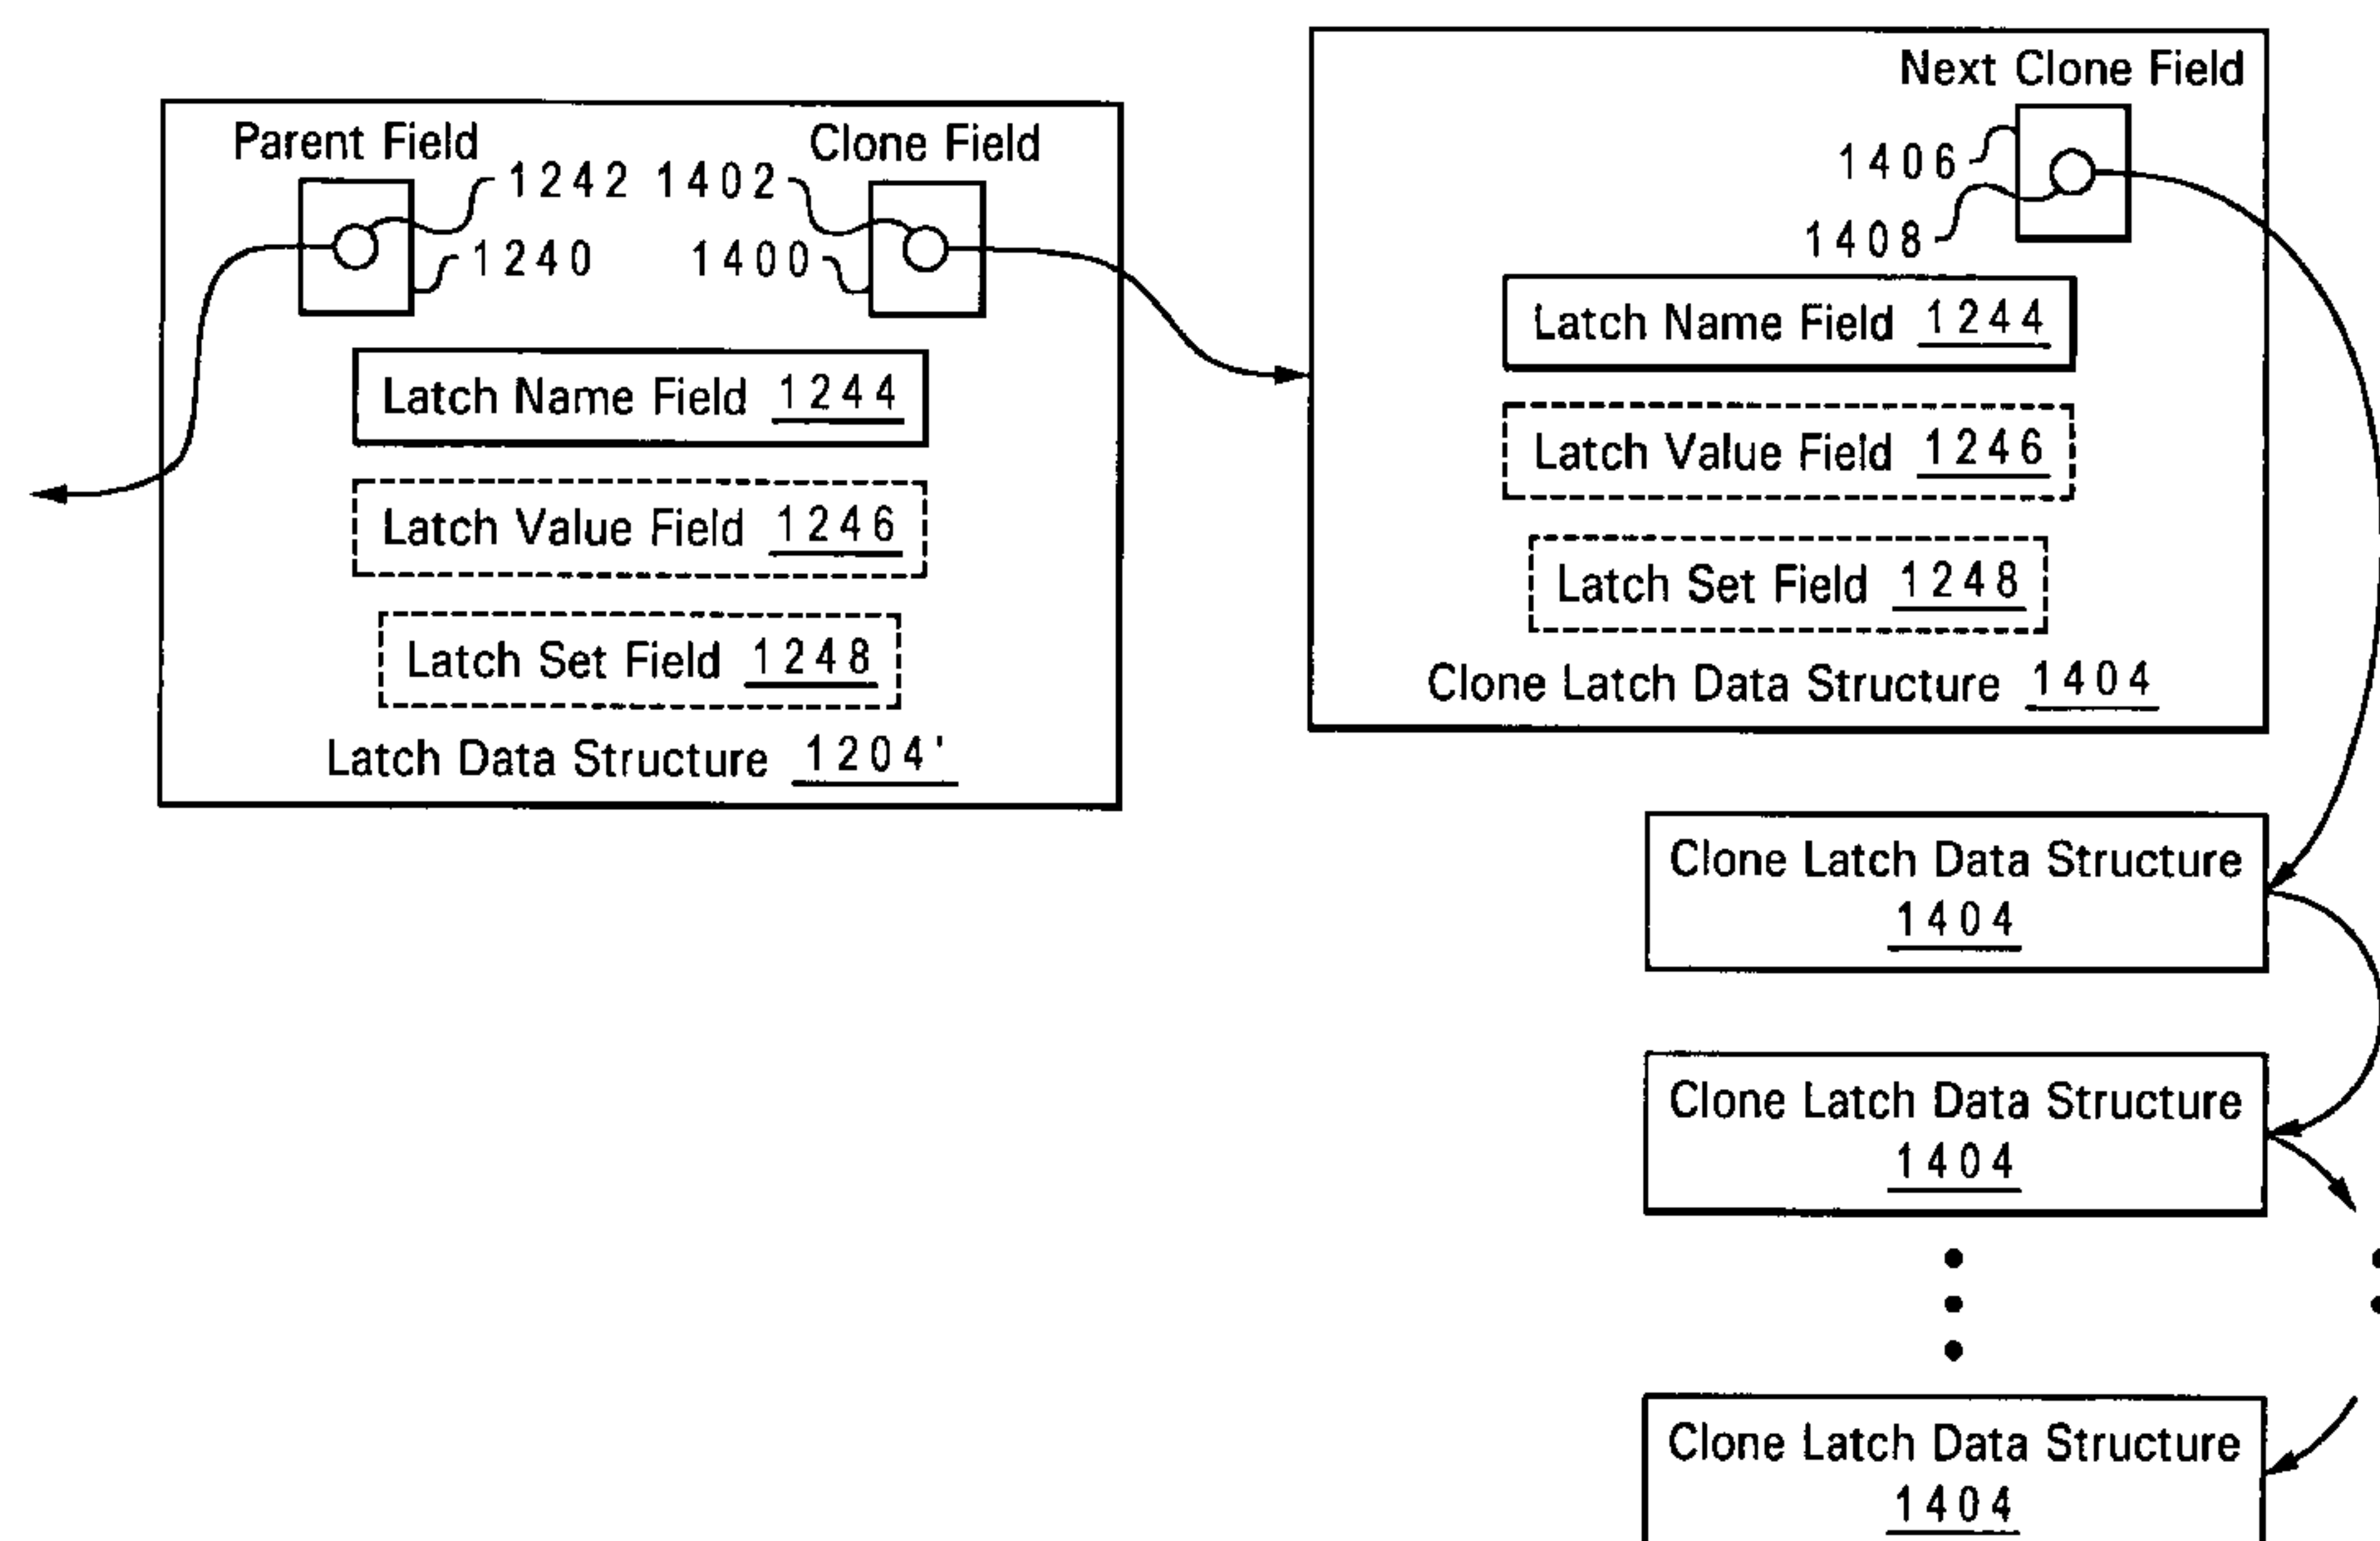 Parent Field
Clone Field
1242 1402
1240
1400
Latch Name Field 1244
Latch Value Field 1246
Latch Set Field 1248
Latch Data Structure 1204'
Next Clone Field
1406
1408
Latch Name Field 1244
Latch Value Field 1246
Latch Set Field 1248
Clone Latch Data Structure 1404
Clone Latch Data Structure
1404
Clone Latch Data Structure
1404
Clone Latch Data Structure
1404